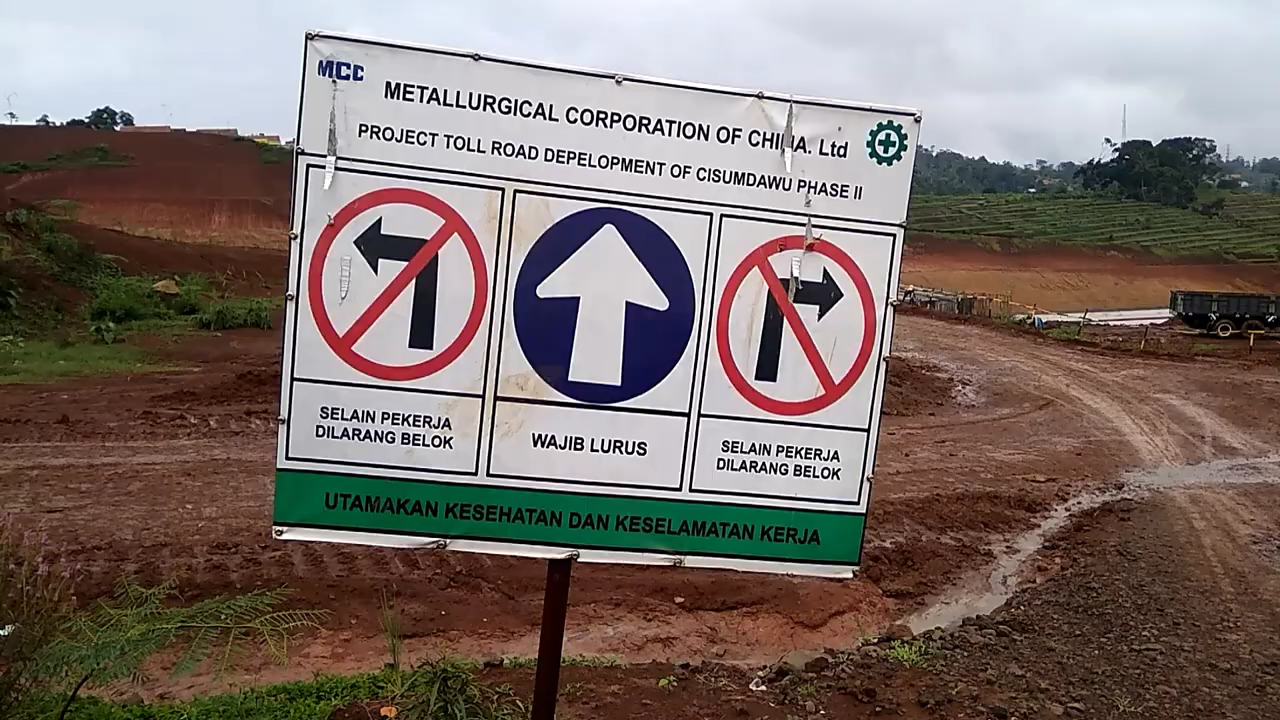 MCC
METALLURGICAL CORPORATION OF CHINA. Ltd
PROJECT TOLL ROAD DEPELOPMENT OF CISUMDAWU PHASE II
SELAIN PEKERJA
DILARANG BELOK
WAJIB LURUS
SELAIN PEKERJA
DILARANG BELOK
UTAMAKAN KESEHATAN DAN KESELAMATAN KERJA